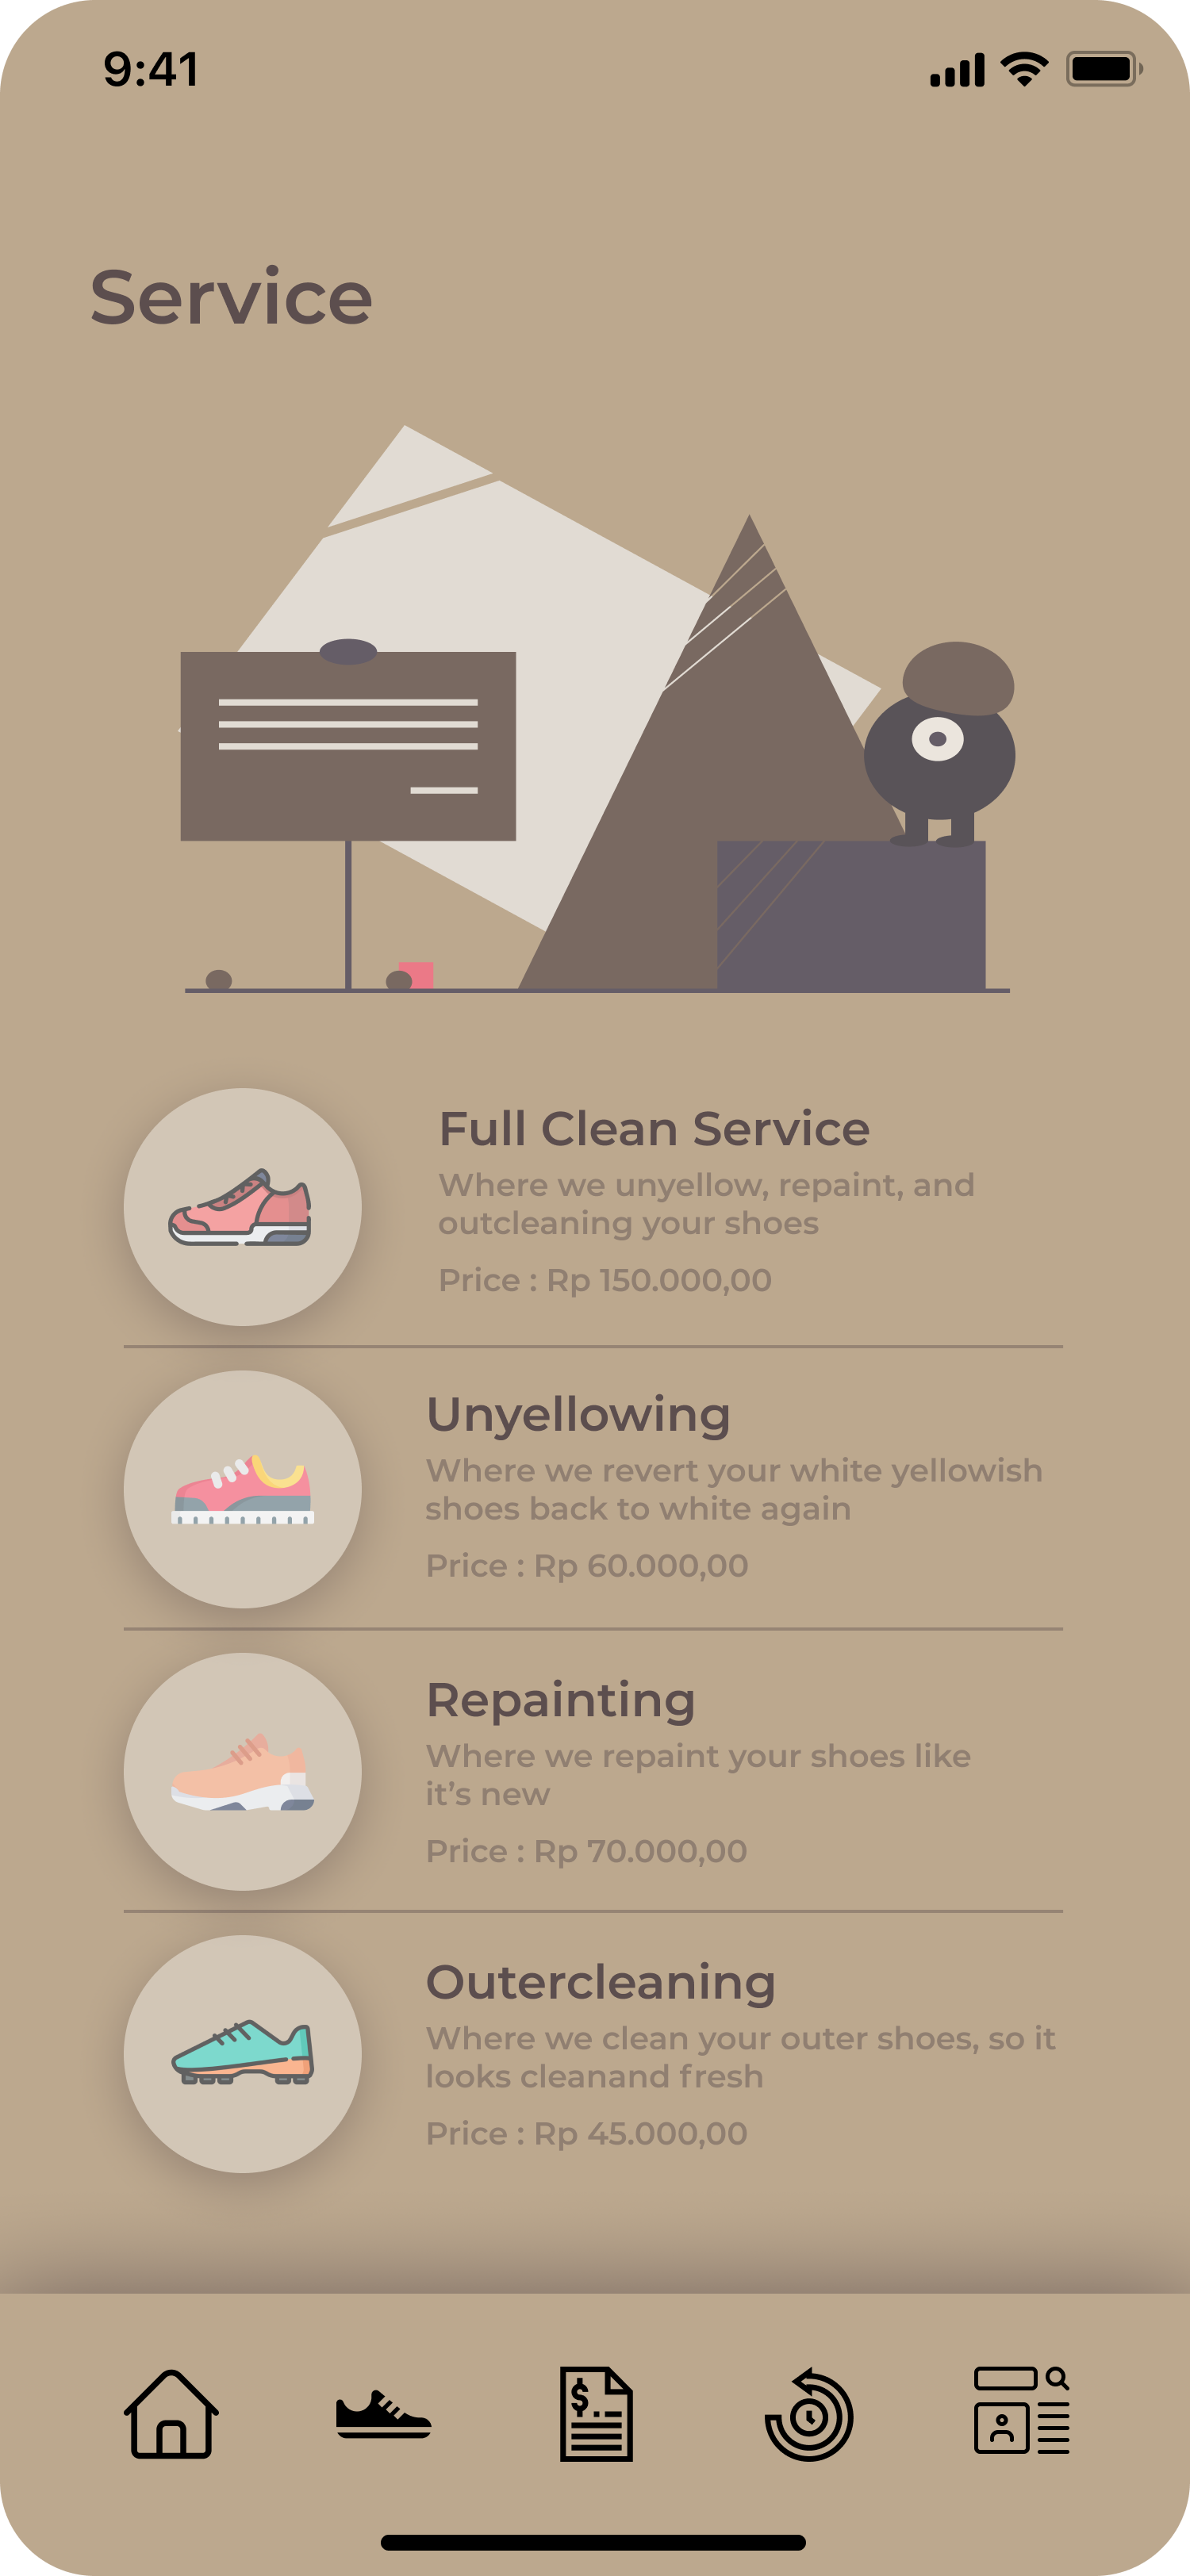 9:41
Service
Full Clean Service
Where we unyellow, repaint, and
outcleaning your shoes
Price : Rp 150.000,00
Unyellowing
Where we revert your white yellowish
shoes back to white again
Price : Rp 60.000,00
Repainting
Where we repaint your shoes like
it’s new
Price : Rp 70.000,00
Outercleaning
Where we clean your outer shoes, so it
looks cleanand fresh
Price : Rp 45.000,00
$